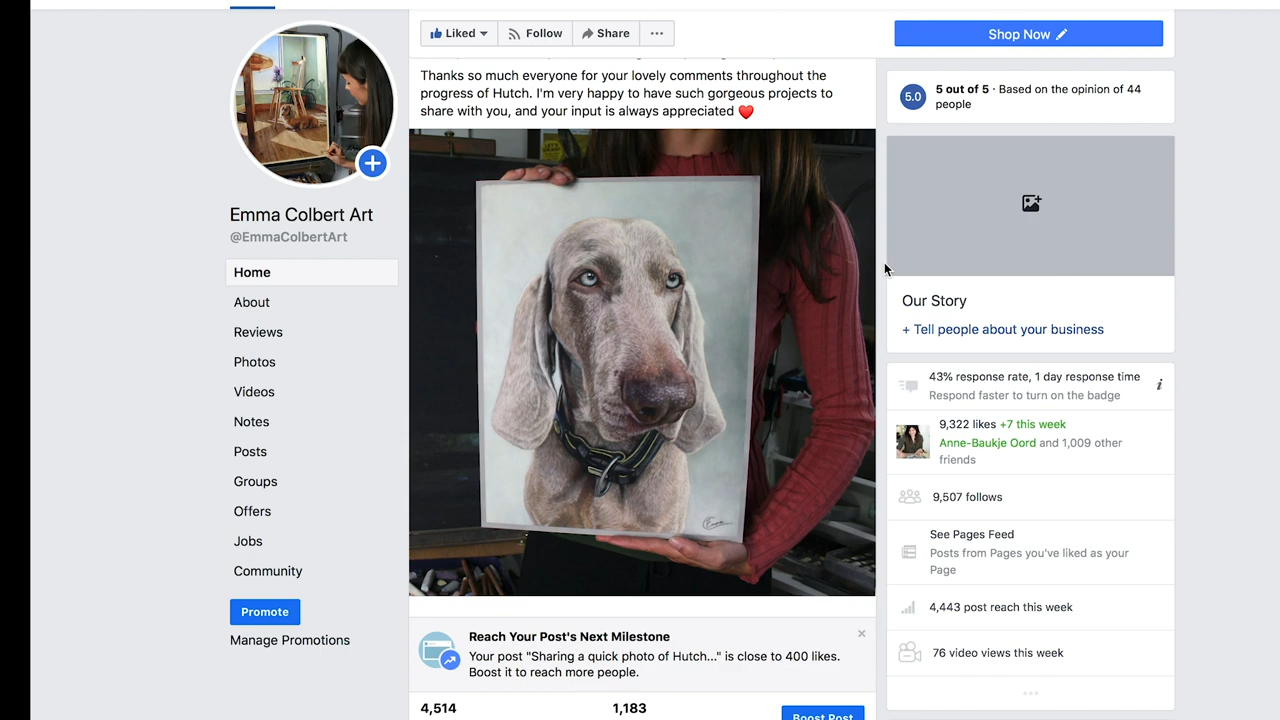 Liked
Follow
Share
Shop Now
Thanks so much everyone for your lovely comments throughout the
progress of Hutch. I'm very happy to have such gorgeous projects to
share with you, and your input is always appreciated
Emma Colbert Art
@EmmaColbertArt
Home
About
Reviews
Photos
Videos
Notes
Posts
Groups
Offers
Jobs
Community
Promote
Manage Promotions
Emma
Reach Your Post's Next Milestone
Your post "Sharing a quick photo of Hutch..." is close to 400 likes.
Boost it to reach more people.
4,514
1,183
Boost Post
5.0
5 out of 5 · Based on the opinion of 44
people
Our Story
+ Tell people about your business
43% response rate, 1 day response time
Respond faster to turn on the badge
9,322 likes +7 this week
Anne-Baukje Oord and 1,009 other
friends
9,507 follows
See Pages Feed
Posts from Pages you've liked as your
Page
4,443 post reach this week
76 video views this week